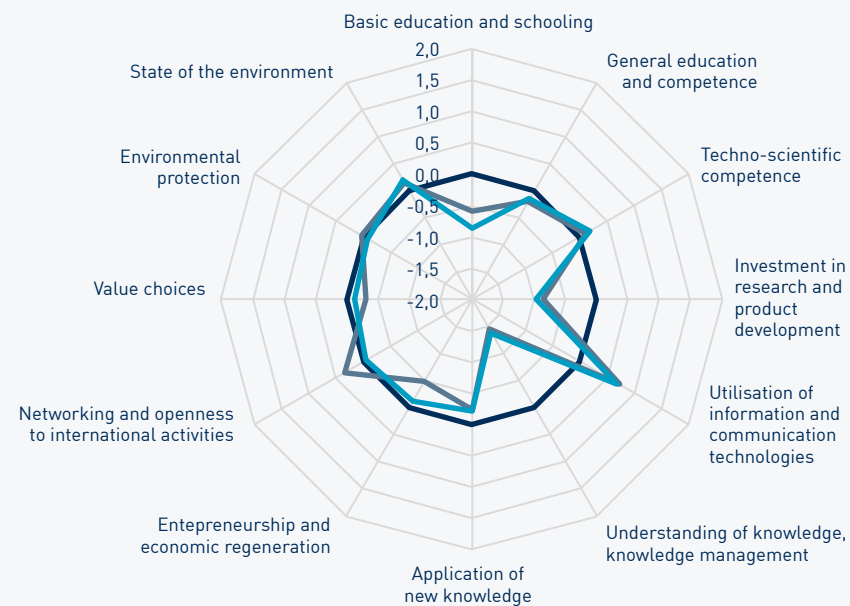 Basic education and schooling
2,0
1,5
1,0
0,5
0,0
-0,5
-1,0
-1,5
-2,0
General education
and competence
Techno-scientific
competence
Investment in
research and
product
development
Utilisation of
information and
communication
technologies
Understanding of knowledge,
knowledge management
Application of
new knowledge
Entepreneurship and
economic regeneration
Networking and openness
to international activities
Value choices
Environmental
protection
State of the environment